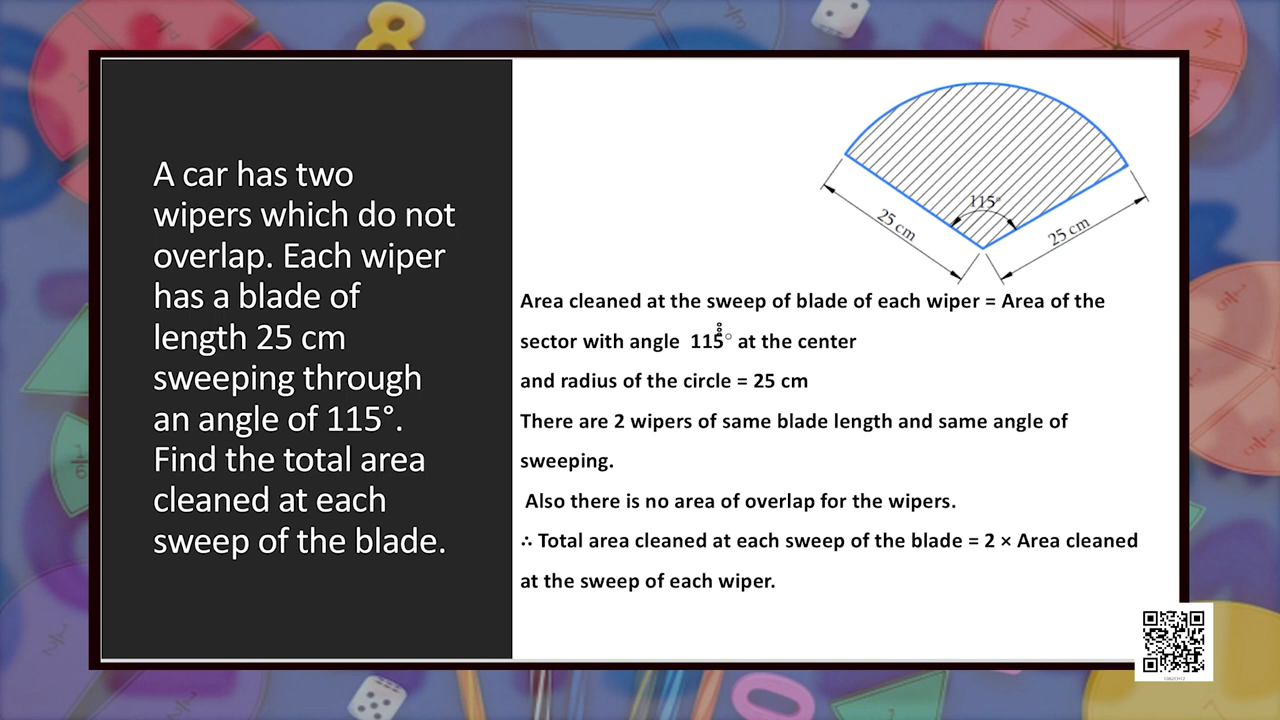 A car has two
wipers which do not
overlap. Each wiper
has a blade of
length 25 cm
sweeping through
an angle of 115°.
Find the total area
cleaned at each
sweep of the blade.
115°
25 cm
25 cm
Area cleaned at the sweep of blade of each wiper = Area of the
sector with angle 115° at the center
and radius of the circle = 25 cm
There are 2 wipers of same blade length and same angle of
sweeping.
Also there is no area of overlap for the wipers.
∴ Total area cleaned at each sweep of the blade = 2 × Area cleaned
at the sweep of each wiper.